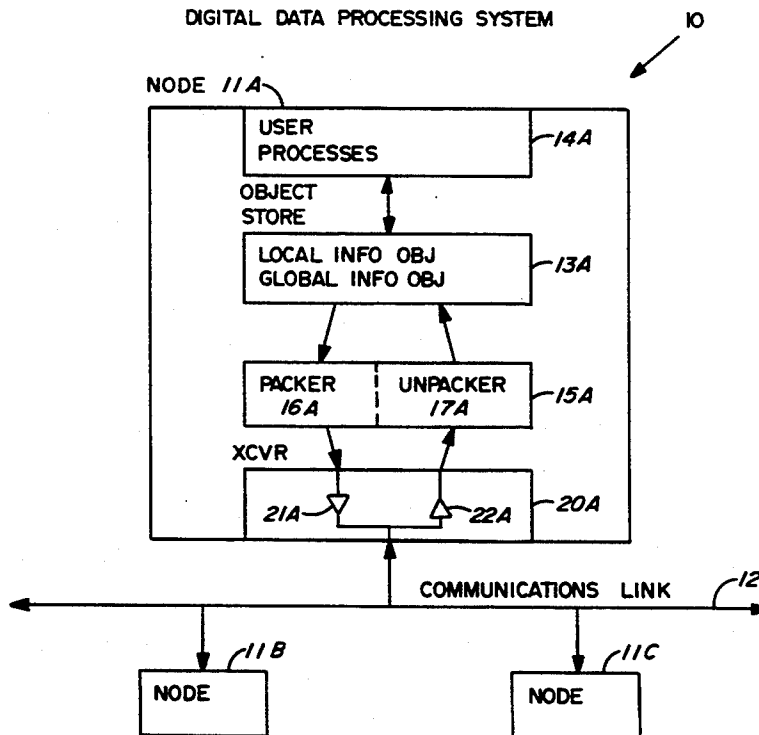 DIGITAL DATA PROCESSING SYSTEM
10
NODE 11A
USER
PROCESSES
14A
OBJECT
STORE
LOCAL INFO OBJ
GLOBAL INFO OBJ
13A
PACKER
16A
UNPACKER
17A
15A
XCVR
21A
22A
20A
COMMUNICATIONS LINK
12
11B
NODE
11C
NODE